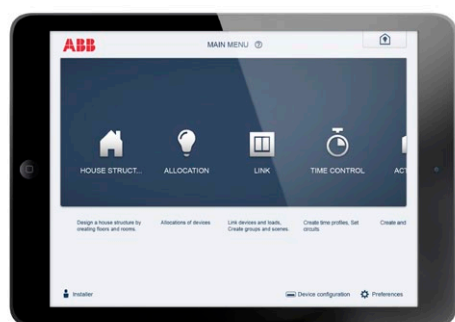 ABB
MAIN MENU
HOUSE STRUCT...
ALLOCATION
LINK
TIME CONTROL
ACT
Design a house structure by
creating floors and rooms.
Allocations of devices
Link devices and loads,
Create groups and scenes.
Create time profiles, Set
circuits
Create and
Installer
Device configuration
Preferences